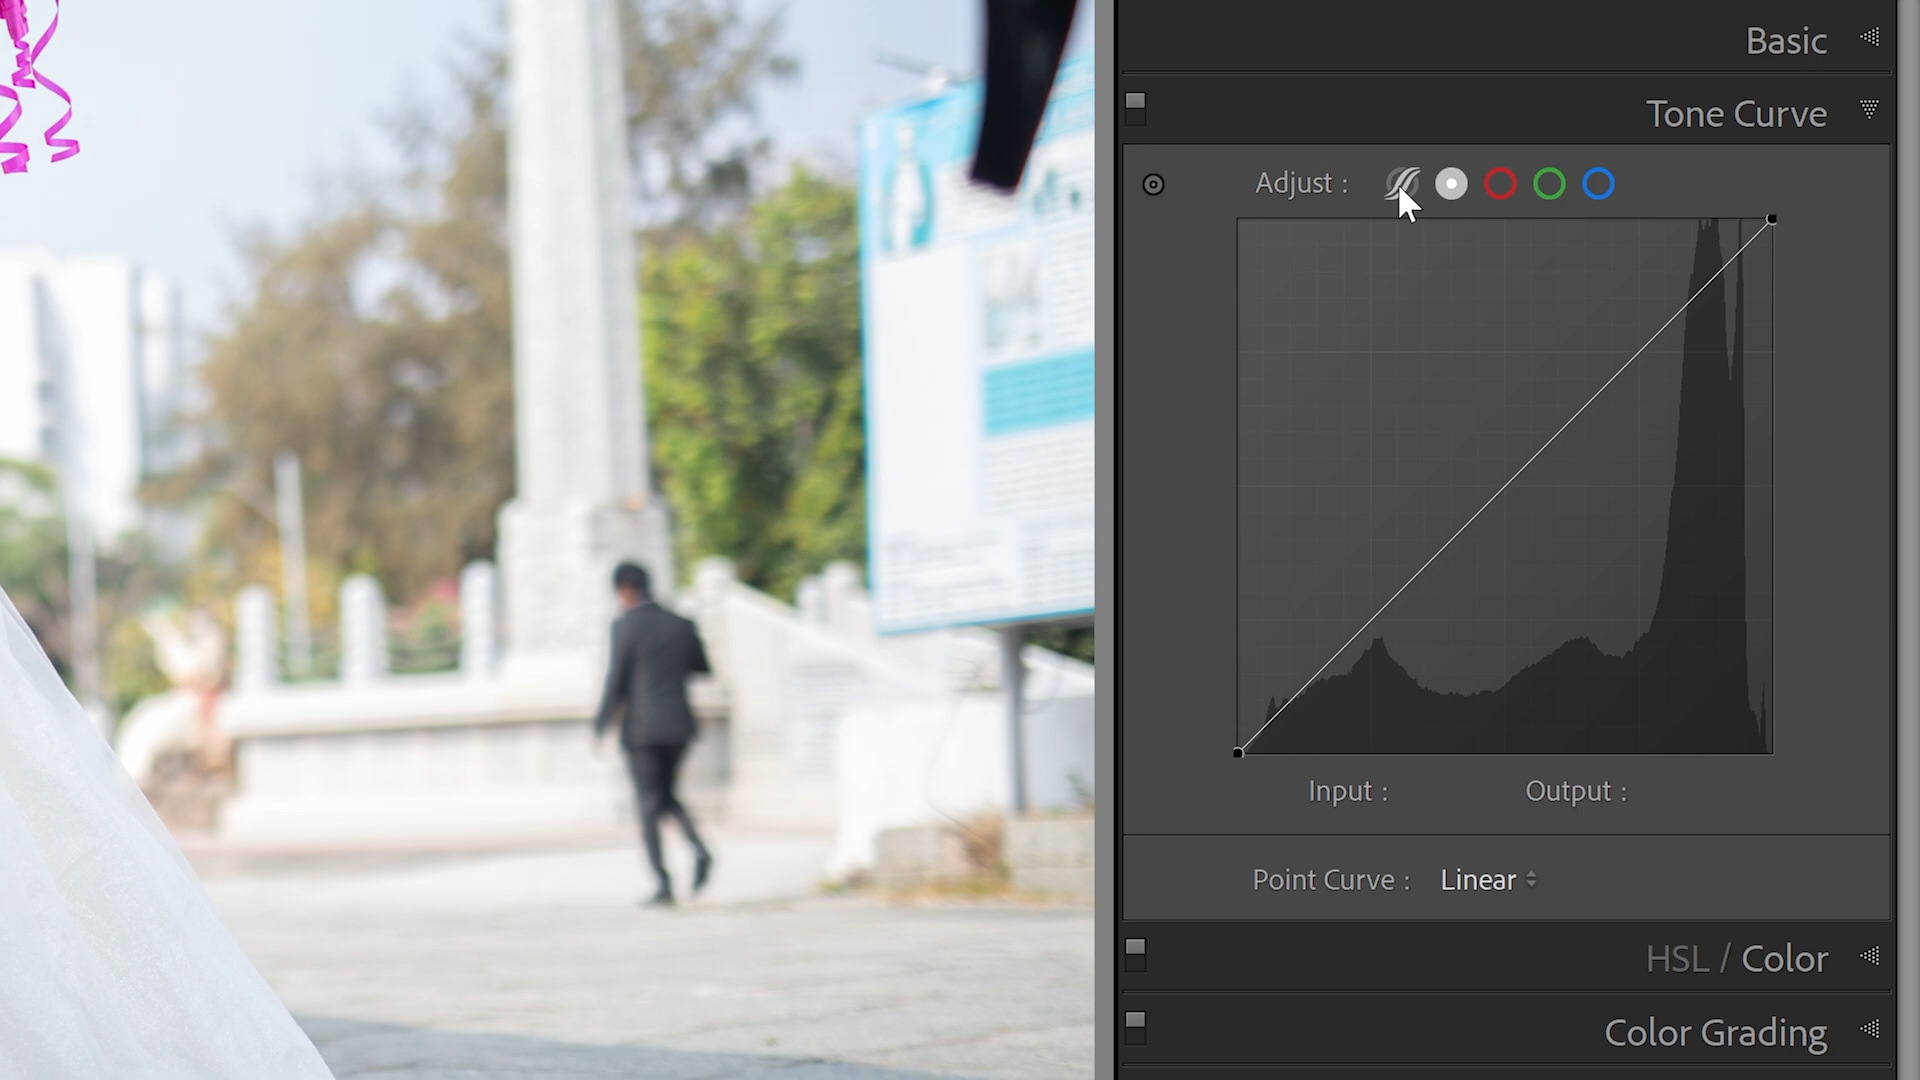 Basic
Tone Curve
Adjust :
Input : Output :
Point Curve : Linear
HSL / Color
Color Grading